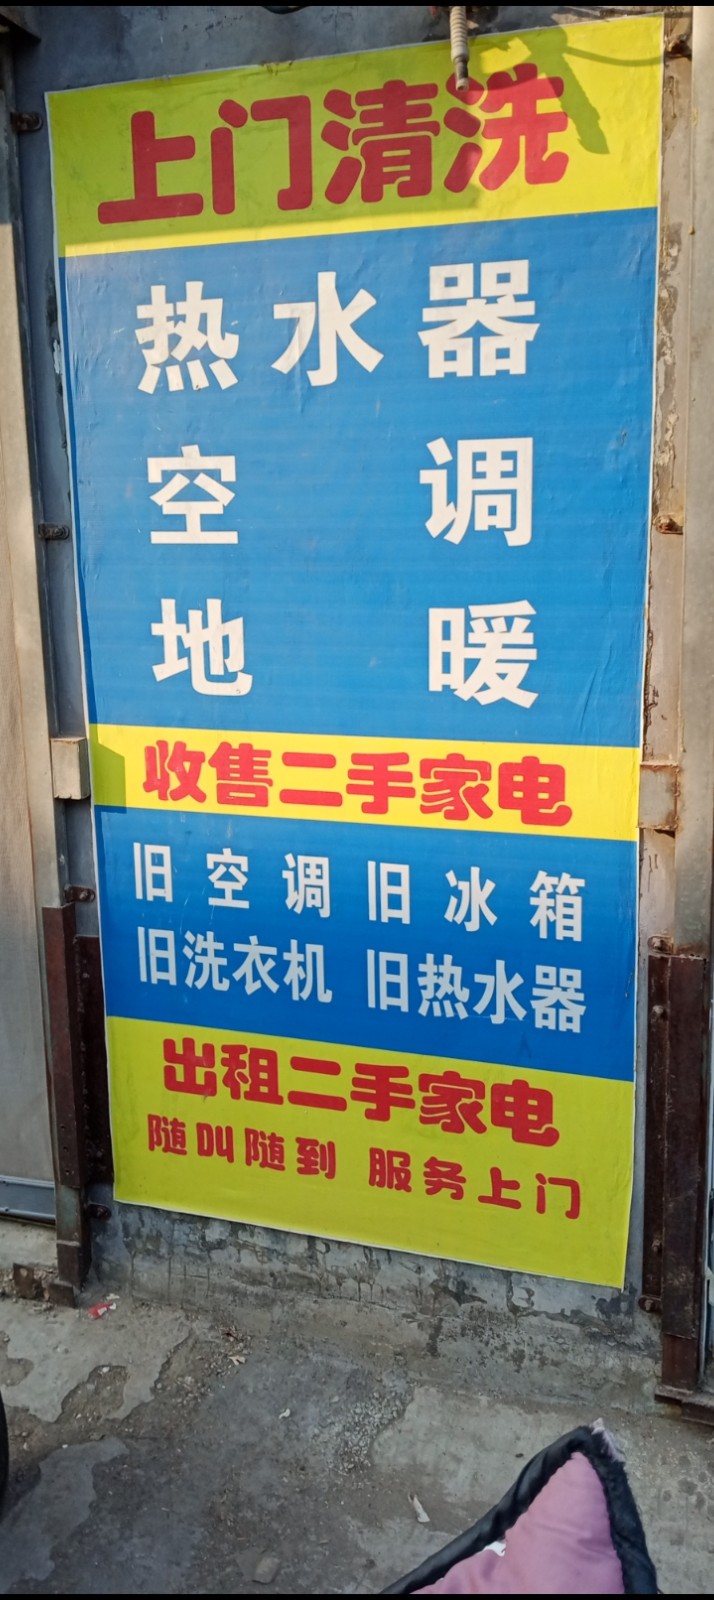 上门清洗
热水器
空调
地暖
收售二手家电
旧空调旧冰箱
旧洗衣机 旧热水器
出租二手家电
随叫随到 服务上门